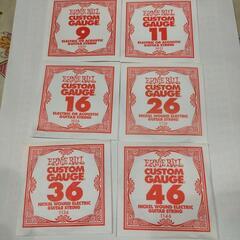 ERNIE BALL
CUSTOM
GAUGE
9
ELECTRIC OR ACOUSTIC
GUITAR STRING
ERNIE BALL
CUSTOM
GAUGE
11
ELECTRIC OR ACOUSTIC
GUITAR STRING
ERNIE BALL
CUSTOM
GAUGE
16
ELECTRIC OR ACOUSTIC
GUITAR STRING
ERNIE BALL
CUSTOM
GAUGE
26
NICKEL WOUND ELECTRIC
GUITAR STRING
ERNIE BALL
CUSTOM
GAUGE
36
NICKEL WOUND ELECTRIC
GUITAR STRING
1136
ERNIE BALL
CUSTOM
GAUGE
46
NICKEL WOUND ELECTRIC
GUITAR STRING
1146